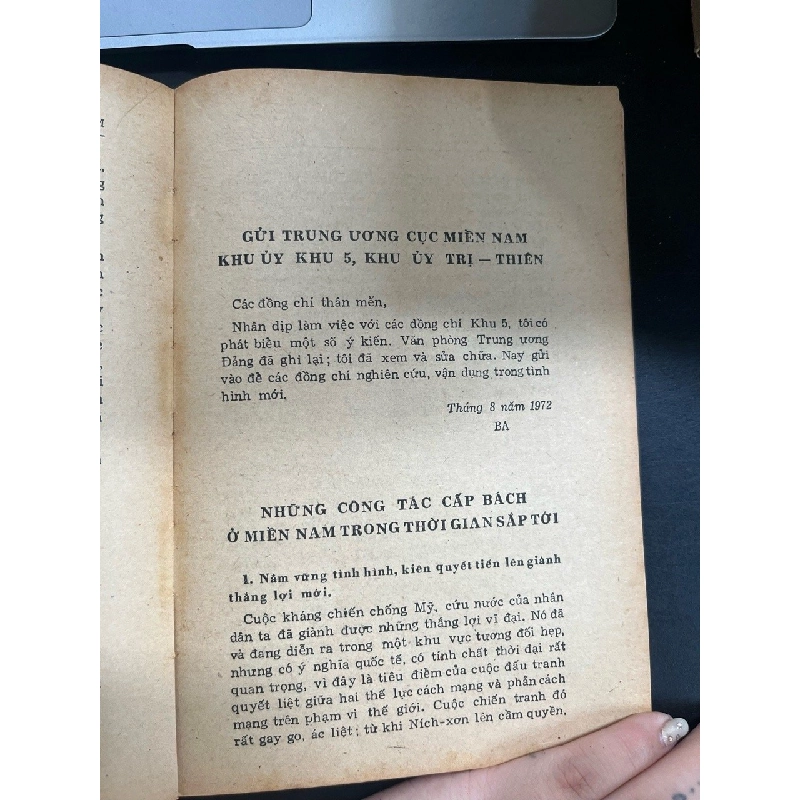 GỬI TRUNG ƯƠNG CỤC MIỀN NAM
KHU ỦY KHU 5, KHU ỦY TRỊ — THIÊN
Các đồng chí thân mến,
Nhân dịp làm việc với các đồng chí Khu 5, tôi có
phát biểu một số ý kiến. Văn phòng Trung ương
Đảng đã ghi lại; tôi đã xem và sửa chữa. Nay gửi
vào để các đồng chí nghiên cứu, vận dụng trong tình
hình mới.
Tháng 8 năm 1972
BA
NHỮNG CÔNG TÁC CẤP BÁCH
Ở MIỀN NAM TRONG THỜI GIAN SẮP TỚI
1. Nắm vững tình hình, kiên quyết tiến lên giành
thắng lợi mới.
Cuộc kháng chiến chống Mỹ, cứu nước của nhân
dân ta đã giành được những thắng lợi vĩ đại. Nó đã
và đang diễn ra trong một khu vực tương đối hẹp,
nhưng có ý nghĩa quốc tế, có tính chất thời đại rất
quan trọng, vì đây là tiêu điểm của cuộc đấu tranh
quyết liệt giữa hai thế lực cách mạng và phản cách
mạng trên phạm vi thế giới. Cuộc chiến tranh đó
rất gay go, ác liệt; từ khi Ních-xơn lên cầm quyền,